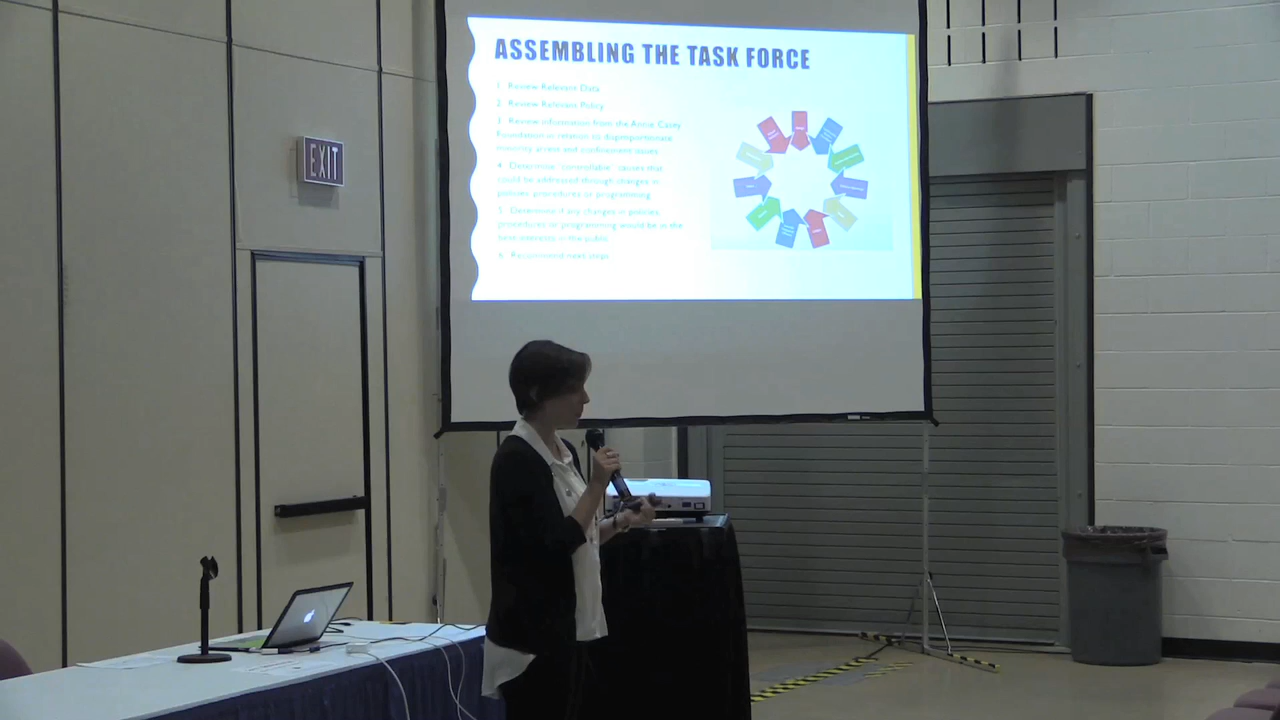 ASSEMBLING THE TASK FORCE
1. Review Relevant Data
2. Review Relevant Policy
3. Review information from the Annie Casey
Foundation in relation to disproportionate
minority arrest and confinement issues
4. Determine "controllable" causes that
could be addressed through changes in
policies, procedures or programming
5. Determine if any changes in policies,
procedures or programming would be in the
best interests in the public
6. Recommend next steps
EXIT